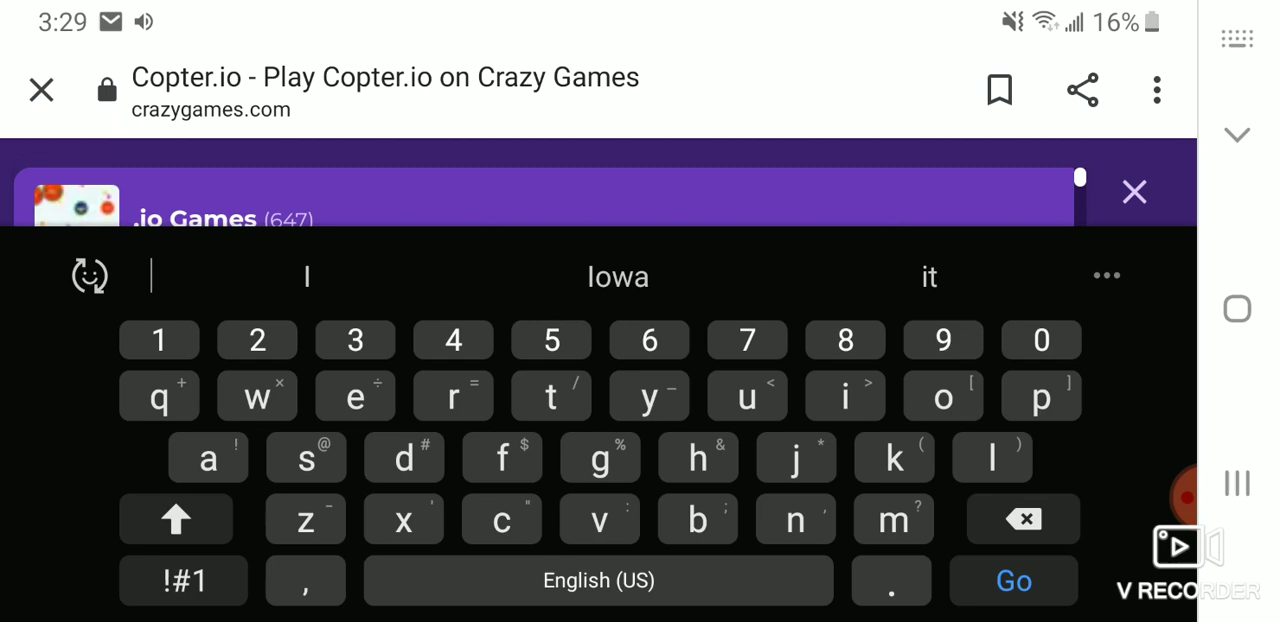 3:29 16%
Copter.io - Play Copter.io on Crazy Games
crazygames.com
.io Games (647)
I Iowa it
1 2 3 4 5 6 7 8 9 0
q + w × e ÷ r = t / y _ u < i > o [ p ]
a ! s @ d # f $ g % h & j * k ( l )
z - x ' c " v : b ; n , m ?
!#1 , English (US) . Go
V RECORDER